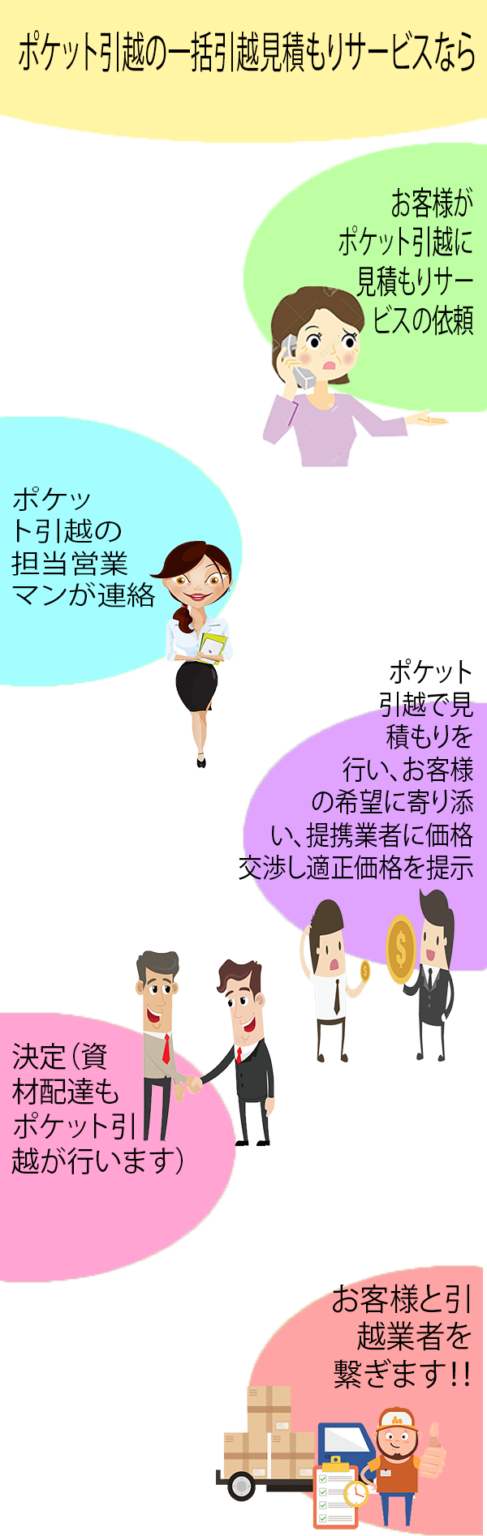 ポケット引越の一括引越見積もりサービスなら
お客様が
ポケット引越に
見積もりサー
ビスの依頼
ポケッ
ト引越の
担当営業
マンが連絡
ポケット
引越で見
積もりを
行い、お客様
の希望に寄り添
い、提携業者に価格
交渉し適正価格を提示
決定（資
材配達も
ポケット引
越が行います）
お客様と引
越業者を
繋ぎます!!